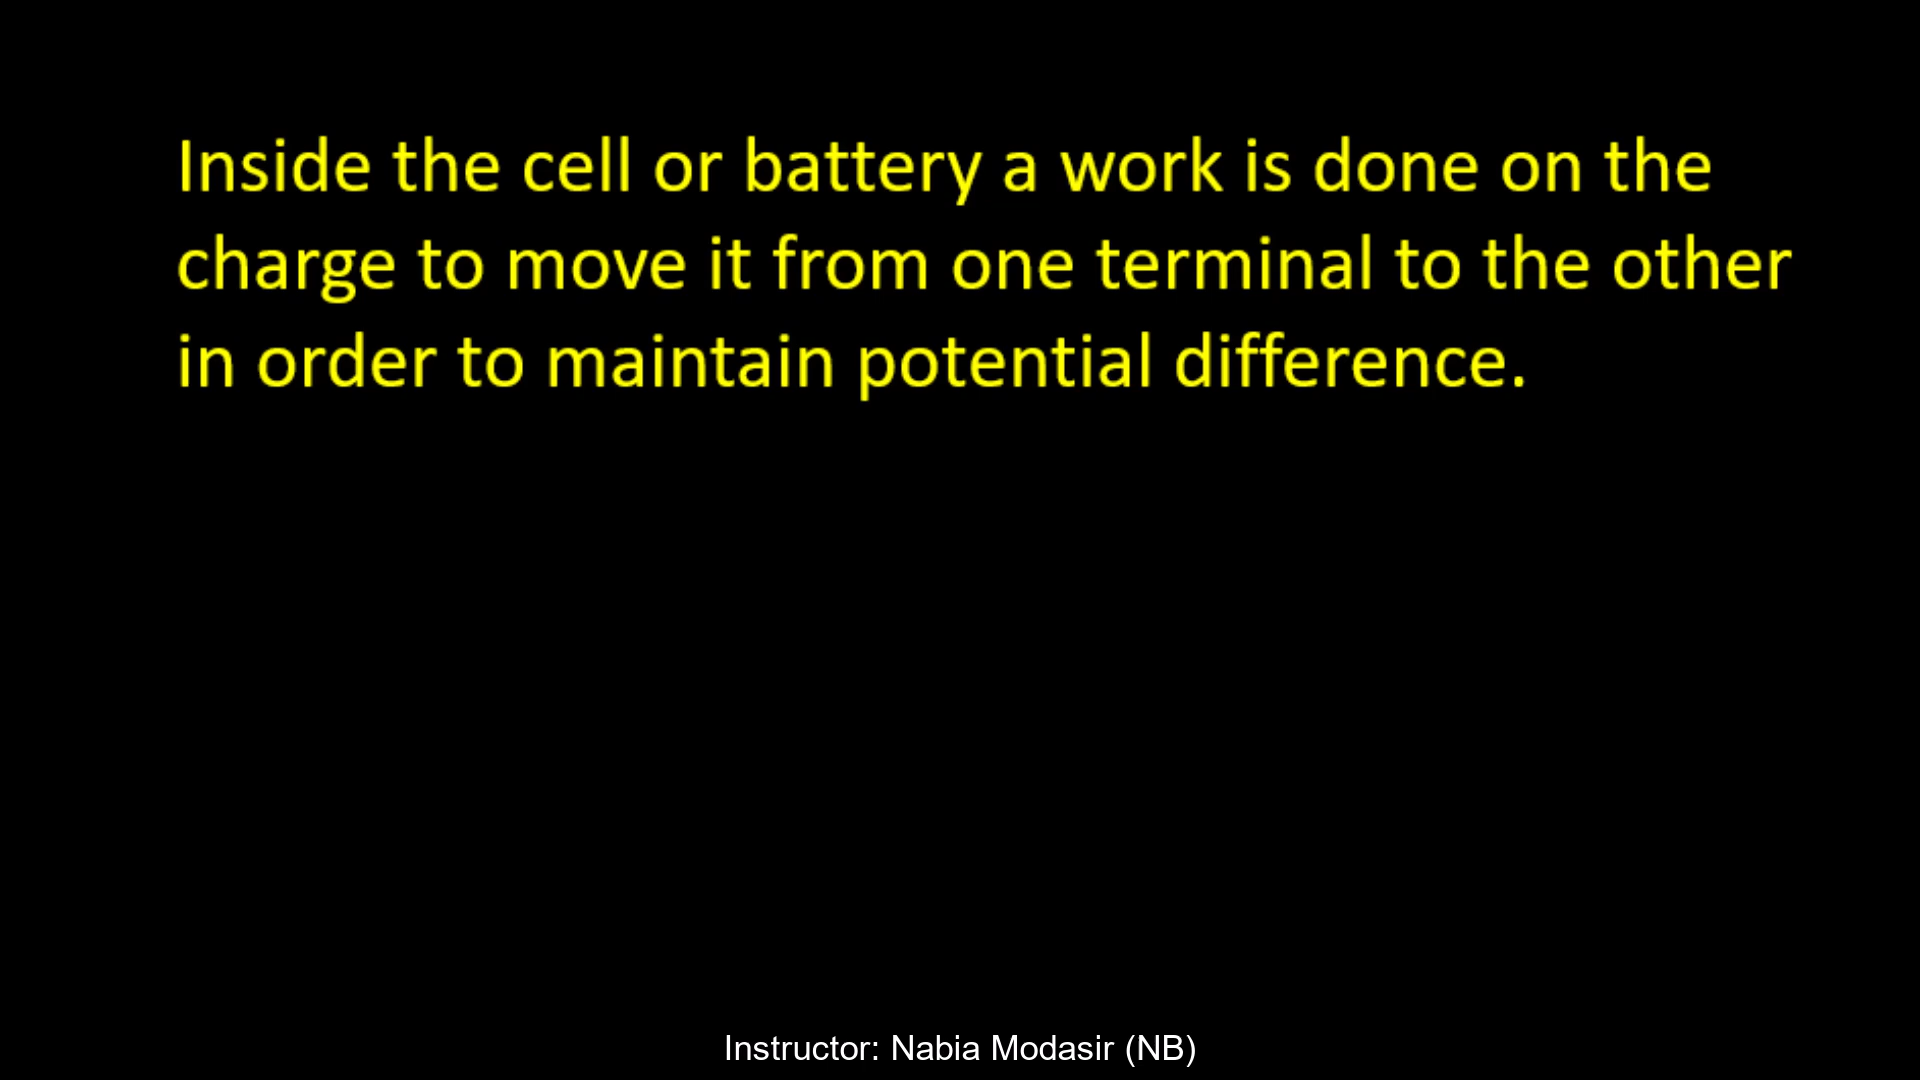 Inside the cell or battery a work is done on the
charge to move it from one terminal to the other
in order to maintain potential difference.
Instructor: Nabia Modasir (NB)